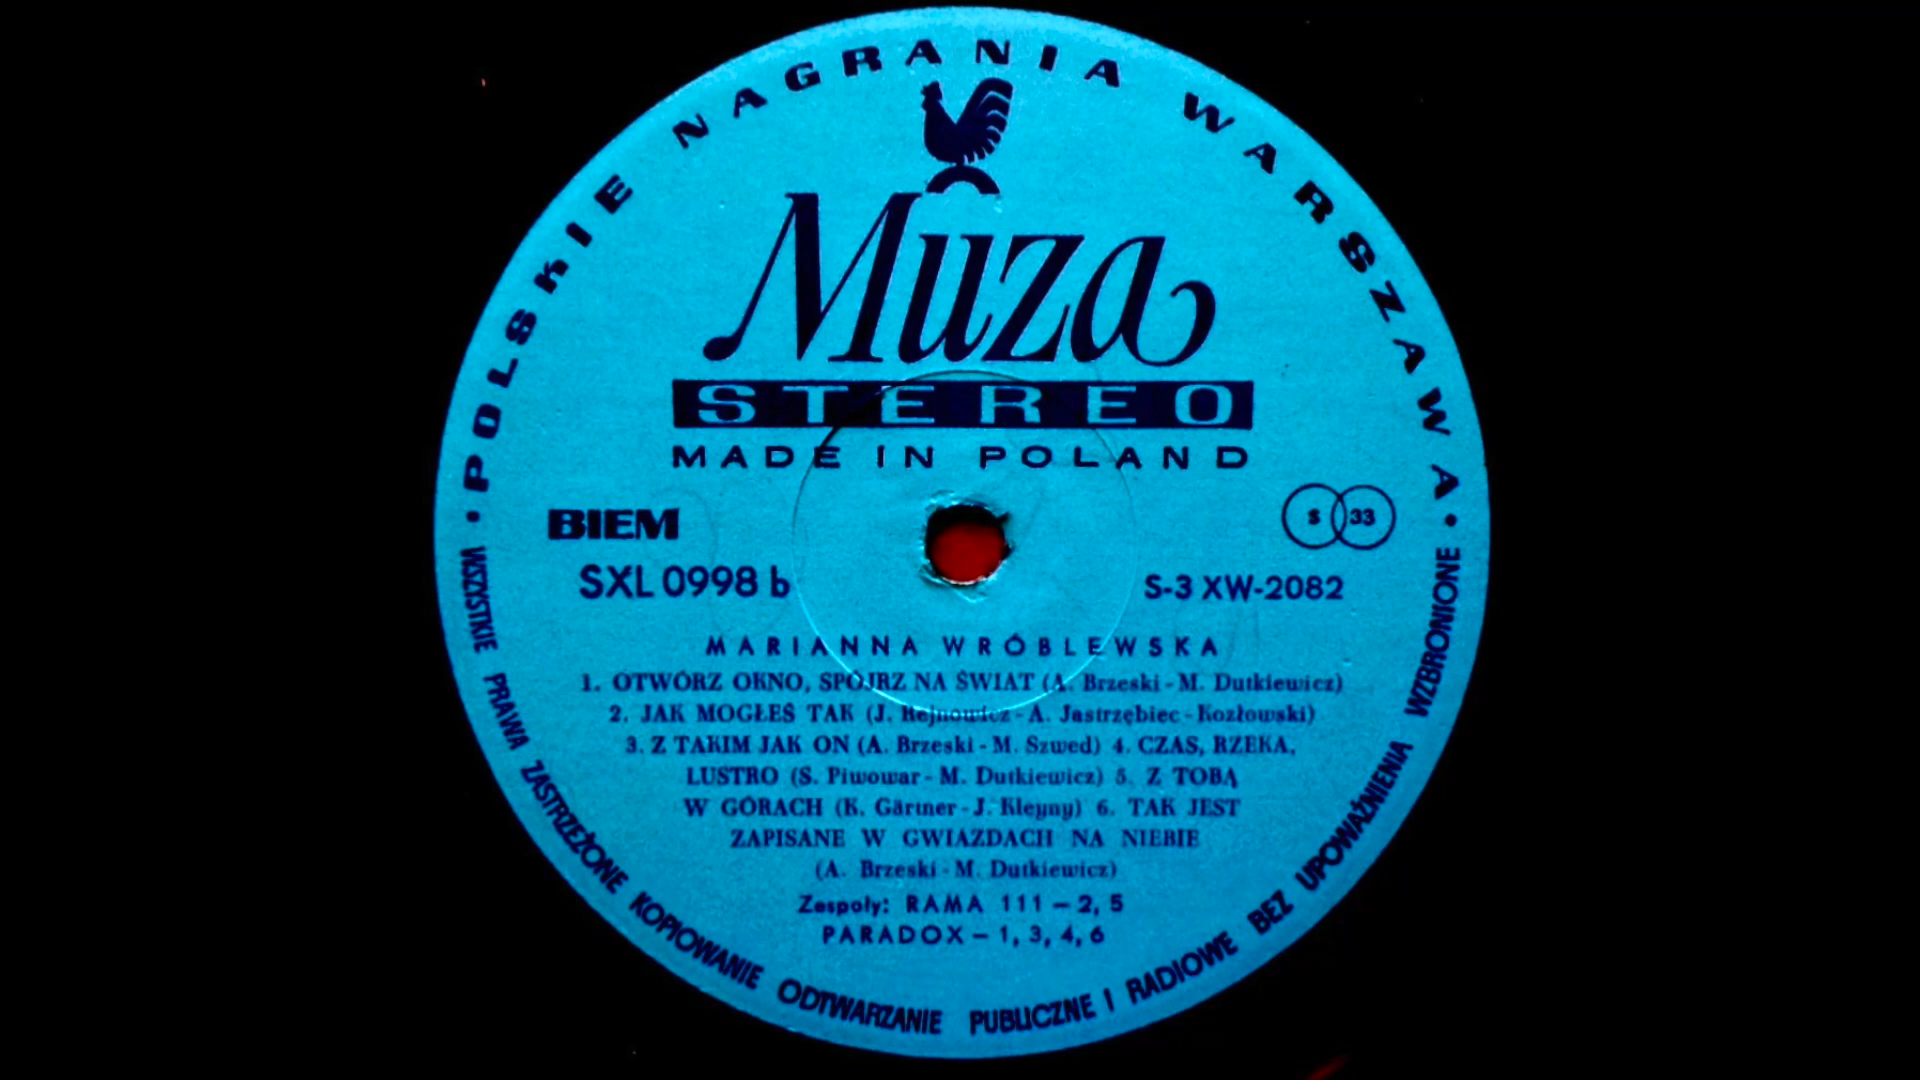 • POLSKIE NAGRANIA WARSZAWA •
Muza
STEREO
MADE IN POLAND
BIEM
S 33
SXL 0998 b
S-3 XW-2082
MARIANNA WRÓBLEWSKA
1. OTWÓRZ OKNO, SPÓJRZ NA ŚWIAT (A. Brzeski - M. Dutkiewicz)
2. JAK MOGŁEŚ TAK (J. Rejnowicz - A. Jastrzębiec - Kozłowski)
3. Z TAKIM JAK ON (A. Brzeski - M. Szwed) 4. CZAS, RZEKA,
LUSTRO (S. Piwowar - M. Dutkiewicz) 5. Z TOBĄ
W GÓRACH (K. Gärtner - J. Kleyny) 6. TAK JEST
ZAPISANE W GWIAZDACH NA NIEBIE
(A. Brzeski - M. Dutkiewicz)
Zespoły: RAMA 111 – 2, 5
PARADOX – 1, 3, 4, 6
WSZYSTKIE PRAWA ZASTRZEŻONE KOPIOWANIE ODTWARZANIE PUBLICZNE I RADIOWE BEZ UPOWAŻNIENIA WZBRONIONE